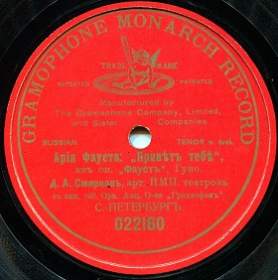 GRAMOPHONE MONARCH RECORD
TRADE MARK
Manufactured by
The Gramophone Company, Limited,
and Sister Companies
RUSSIAN TENOR
Арія Фауста: „Привѣтъ тебѣ",
изъ оп. „Фаустъ", Гуно.
Д. А. Смирновъ, арт. ИМП. театровъ
С. ПЕТЕРБУРГЪ
022160